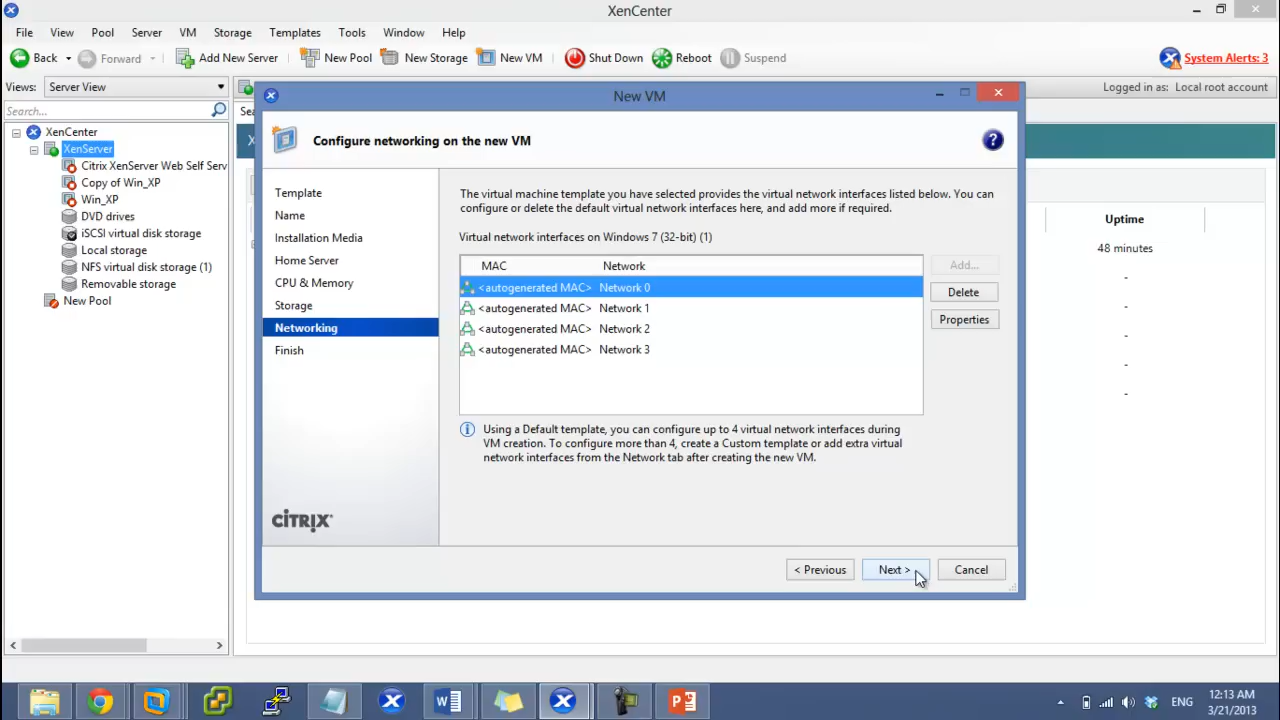 XenCenter
File View Pool Server VM Storage Templates Tools Window Help
Back Forward Add New Server New Pool New Storage New VM Shut Down Reboot Suspend System Alerts: 3
Views: Server View Logged in as: Local root account
Search...
XenCenter
XenServer
Citrix XenServer Web Self Serv
Copy of Win_XP
Win_XP
DVD drives
iSCSI virtual disk storage
Local storage
NFS virtual disk storage (1)
Removable storage
New Pool
Sea
X
Uptime
48 minutes
-
-
-
-
-
New VM
Configure networking on the new VM
?
Template
Name
Installation Media
Home Server
CPU & Memory
Storage
Networking
Finish
CITRIX
The virtual machine template you have selected provides the virtual network interfaces listed below. You can
configure or delete the default virtual network interfaces here, and add more if required.
Virtual network interfaces on Windows 7 (32-bit) (1)
MAC Network
<autogenerated MAC> Network 0
<autogenerated MAC> Network 1
<autogenerated MAC> Network 2
<autogenerated MAC> Network 3
Add...
Delete
Properties
Using a Default template, you can configure up to 4 virtual network interfaces during
VM creation. To configure more than 4, create a Custom template or add extra virtual
network interfaces from the Network tab after creating the new VM.
< Previous Next > Cancel
ENG
12:13 AM
3/21/2013